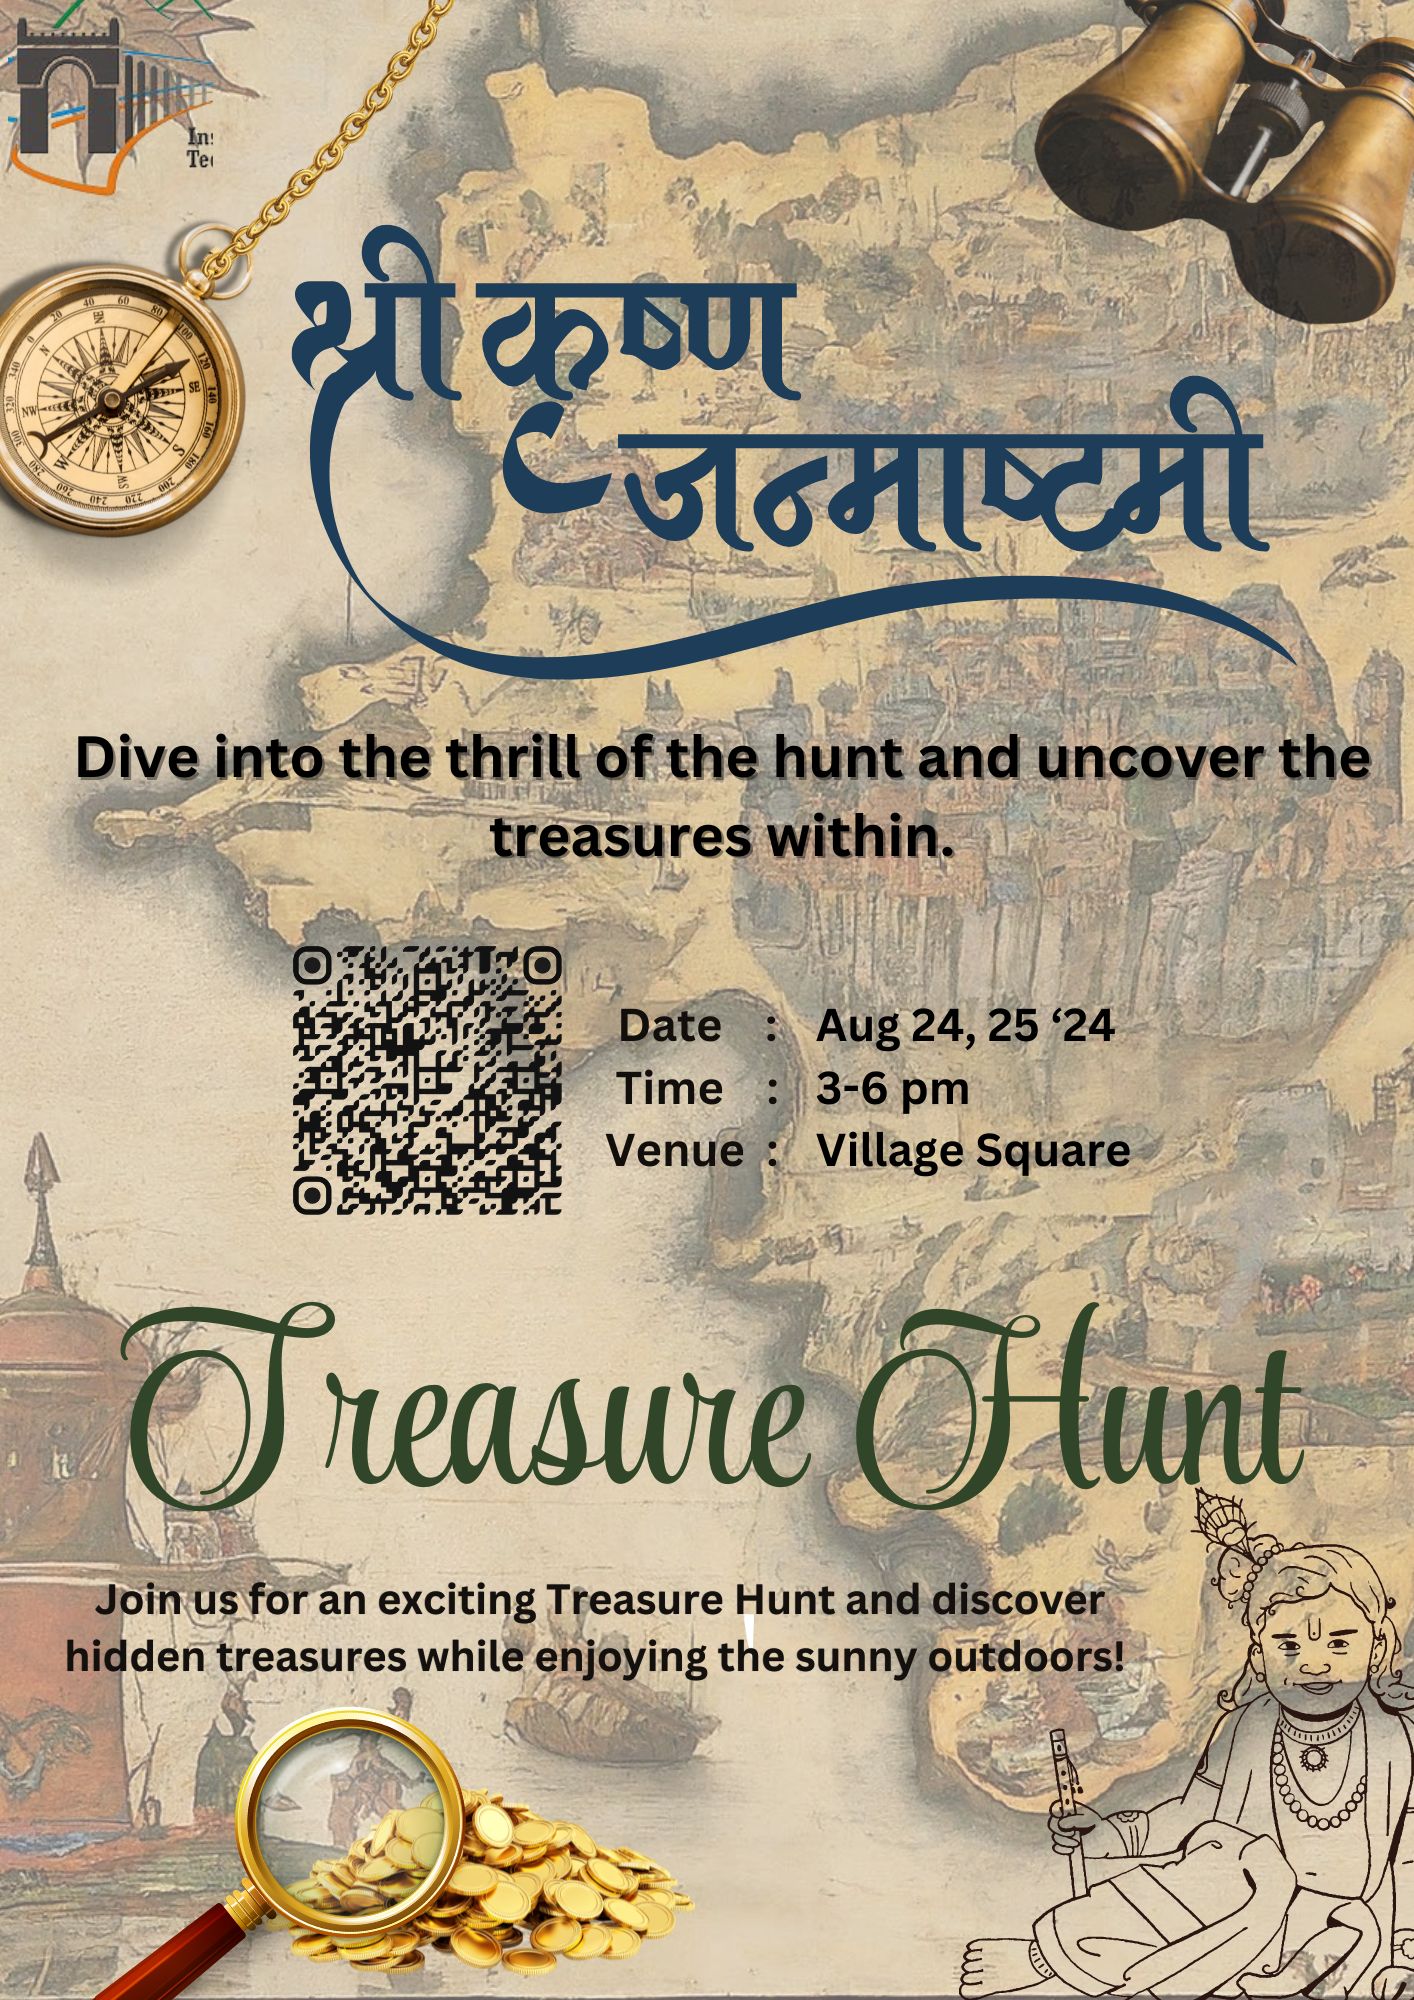 श्री कृष्ण
जन्माष्टमी
Dive into the thrill of the hunt and uncover the
treasures within.
Date : Aug 24, 25 ‘24
Time : 3-6 pm
Venue : Village Square
Treasure Hunt
Join us for an exciting Treasure Hunt and discover
hidden treasures while enjoying the sunny outdoors!